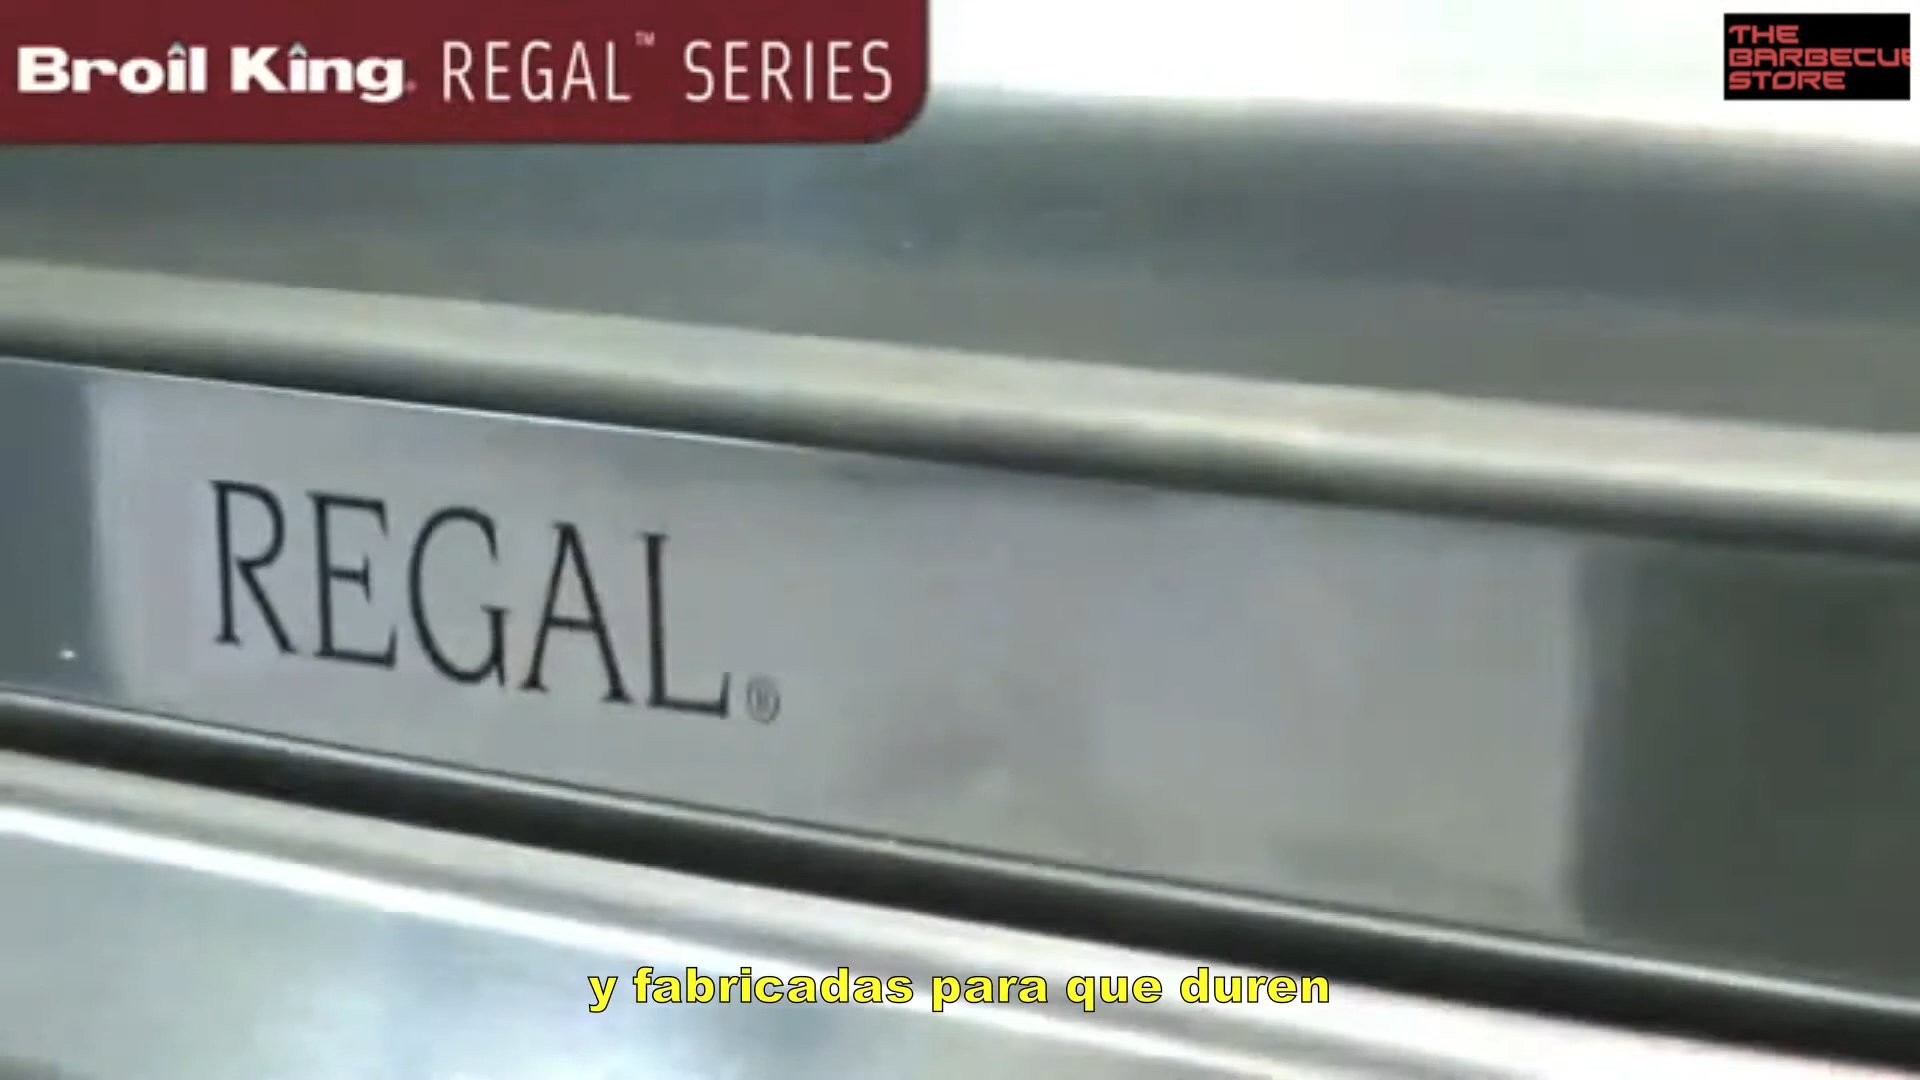 Broil King® REGAL™ SERIES
THE
BARBECUE
STORE
REGAL®
y fabricadas para que duren